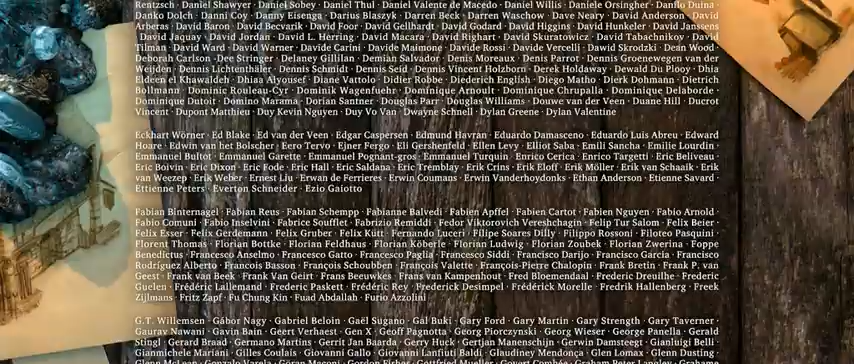 Rentzsch · Daniel Shawyer · Daniel Sobey · Daniel Thul · Daniel Valente de Macedo · Daniel Willis · Daniele Orsingher · Danilo Duina ·
Danko Dolch · Danni Coy · Danny Eisenga · Darius Blaszyk · Darren Beck · Darren Waschow · Dave Neary · David Anderson · David
Arberas · David Baron · David Becvarik · David Foor · David Gellhardt · David Godard · David Higgins · David Hunkeler · David Janssens
· David Jaquay · David Jordan · David L. Herring · David Macara · David Righart · David Skuratowicz · David Tabachnikov · David
Tilman · David Ward · David Warner · Davide Carini · Davide Maimone · Davide Rossi · Davide Vercelli · Dawid Skrodzki · Dean Wood ·
Deborah Carlson · Dee Stringer · Delaney Gillilan · Demian Salvador · Denis Moreaux · Denis Parrot · Dennis Groenewegen van der
Weijden · Dennis Lichtenthäler · Dennis Schmidt · Dennis Seid · Dennis Vincent Holzborn · Derek Holdaway · Dewald Du Plooy · Dhia
Eldeen el Khawaldeh · Dhiaa Alyousef · Diane Vattolo · Didier Robbe · Diederich English · Diego Matho · Dierk Dohmann · Dietrich
Bollmann · Dominic Rouleau-Cyr · Dominik Wagenfuehr · Dominique Arnoult · Dominique Chrupalla · Dominique Delaborde ·
Dominique Dutoit · Domino Marama · Dorian Santner · Douglas Parr · Douglas Williams · Douwe van der Veen · Duane Hill · Ducrot
Vincent · Dupont Matthieu · Duy Kevin Nguyen · Duy Vo Van · Dwayne Schnell · Dylan Greene · Dylan Valentine
Eckhart Wörner · Ed Blake · Ed van der Veen · Edgar Caspersen · Edmund Havran · Eduardo Damasceno · Eduardo Luis Abreu · Edward
Hoare · Edwin van het Bolscher · Eero Tervo · Ejner Fergo · Eli Gershenfeld · Ellen Levy · Elliot Saba · Emili Sancha · Emilie Lourdin ·
Emmanuel Bultot · Emmanuel Garette · Emmanuel Pognant-gros · Emmanuel Turquin · Enrico Cerica · Enrico Targetti · Eric Beliveau ·
Eric Boivin · Eric Dixon · Eric Fode · Eric Hall · Eric Saldana · Eric Tremblay · Erik Crins · Erik Eloff · Erik Möller · Erik van Schaaik · Erik
van Weezep · Erik Weber · Ernest Liu · Erwan de Ferrieres · Erwin Coumans · Erwin Vanderhoydonks · Ethan Anderson · Etienne Savard ·
Ettienne Peters · Everton Schneider · Ezio Gaiotto
Fabian Binternagel · Fabian Reus · Fabian Schempp · Fabianne Balvedi · Fabien Apffel · Fabien Cartot · Fabien Nguyen · Fabio Arnold ·
Fabio Comuni · Fabio Inselvini · Fabrice Soufflet · Fabrizio Remiddi · Fedor Viktorovich Vereshchagin · Felip Tur Salom · Felix Beier ·
Felix Esser · Felix Gerdemann · Felix Gruber · Felix Kütt · Fernando Luceri · Filipe Soares Dilly · Filippo Rossoni · Filoteo Pasquini ·
Florent Thomas · Florian Bottke · Florian Feldhaus · Florian Köberle · Florian Ludwig · Florian Zoubek · Florian Zwerina · Foppe
Benedictus · Francesco Anselmo · Francesco Gatto · Francesco Paglia · Francesco Siddi · Francisco Darijo · Francisco García · Francisco
Rodríguez Alberto · Francois Basson · François Schoubben · François Valette · François-Pierre Chalopin · Frank Bretin · Frank P. van
Geest · Frank van Beek · Frank Van Geirt · Frans Beeuwkes · Frans van Kampenhout · Fred Bloemendaal · Frederic Dreuilhe · Frederic
Guelen · Frédéric Lallemand · Frederic Paskett · Frédéric Rey · Frederick Desimpel · Frédérick Morelle · Fredrik Hallenberg · Freek
Zijlmans · Fritz Zapf · Fu Chung Kin · Fuad Abdallah · Furio Azzolini
G.T. Willemsen · Gábor Nagy · Gabriel Beloin · Gaël Sugano · Gál Buki · Gary Ford · Gary Martin · Gary Strength · Gary Taverner ·
Gaurav Nawani · Gavin Bain · Geert Verhaest · Gen X · Geoff Pagnotta · Georg Piorczynski · Georg Wieser · George Panella · Gerald
Stingl · Gerard Braad · Germano Martins · Gerrit Jan Baarda · Gerry Huck · Gertjan Manenschijn · Gerwin Damsteegt · Gianluigi Belli ·
Gianmichele Mariani · Gilles Coulais · Giovanni Gallo · Giovanni Lanfiuti Baldi · Glaudiney Mendonça · Glen Lomax · Glenn Dusting ·